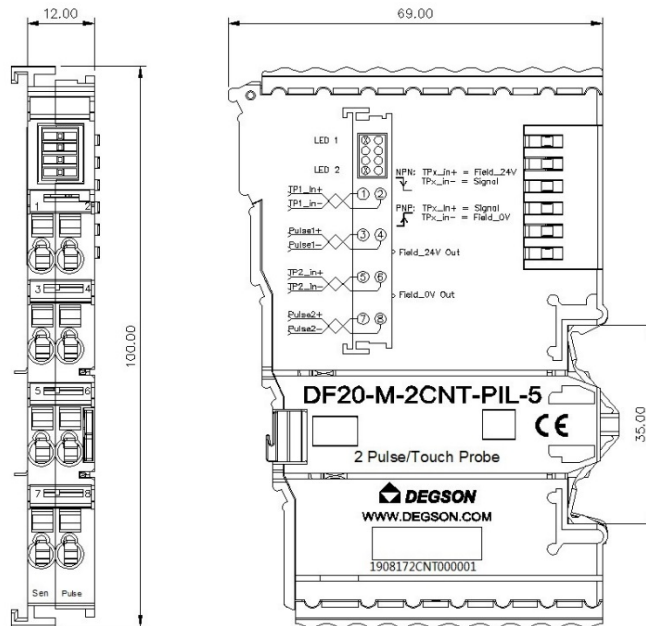 12.00
69.00
100.00
35.00
1 2
3 4
5 6
7 8
Sen Pulse
LED 1
LED 2
TP1_In+
TP1_in-
Pulse1+
Pulse1-
TP2_in+
TP2_In-
Pulse2+
Pulse2-
1 2
3 4
5 6
7 8
NPN: TPx_in+ = Field_24V
TPx_in- = Signal
PNP: TPx_in+ = Signal
TPx_in- = Field_0V
Field_24V Out
Field_0V Out
DF20-M-2CNT-PIL-5
CE
2 Pulse/Touch Probe
DEGSON
WWW.DEGSON.COM
1908172CNT000001